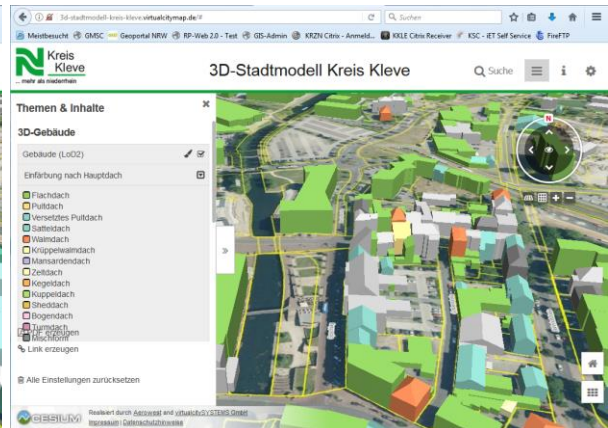 3d-stadtmodell-kreis-kleve.virtualcitymap.de/#
Suchen
Meistbesucht GMSC Geoportal NRW RP-Web 2.0 - Test GIS-Admin KRZN Citrix - Anmeld... KKLE Citrix Receiver KSC - iET Self Service FireFTP
Kreis
Kleve
... mehr als niederrhein
3D-Stadtmodell Kreis Kleve
Suche
Themen & Inhalte
3D-Gebäude
Gebäude (LoD2)
Einfärbung nach Hauptdach
Flachdach
Pultdach
Versetztes Pultdach
Satteldach
Walmdach
Krüppelwalmdach
Mansardendach
Zeltdach
Kegeldach
Kuppeldach
Sheddach
Bogendach
Turmdach
PDF erzeugen
Mischform
Link erzeugen
Alle Einstellungen zurücksetzen
N
CESIUM
Realisiert durch Aerowest and virtualcitySYSTEMS GmbH
Impressum | Datenschutzhinweise